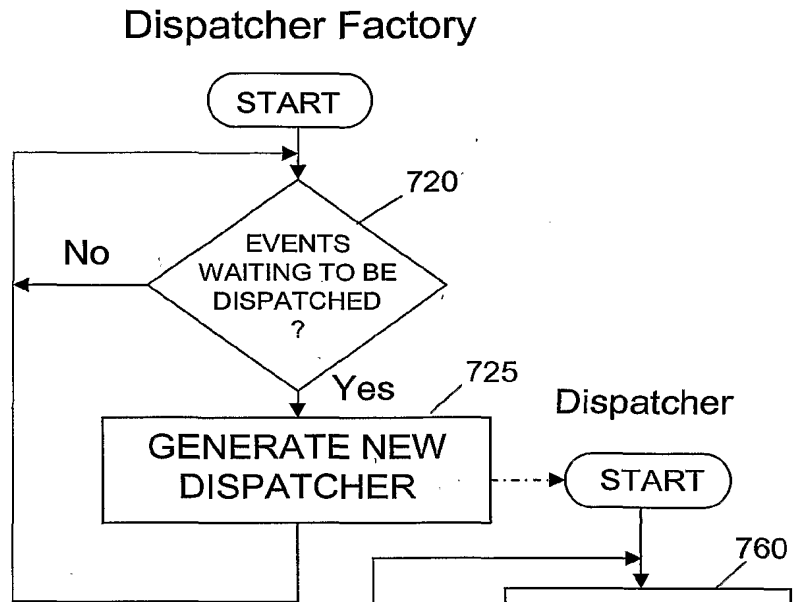 Dispatcher Factory
START
720
No
EVENTS
WAITING TO BE
DISPATCHED
?
Yes
725
Dispatcher
GENERATE NEW
DISPATCHER
START
760